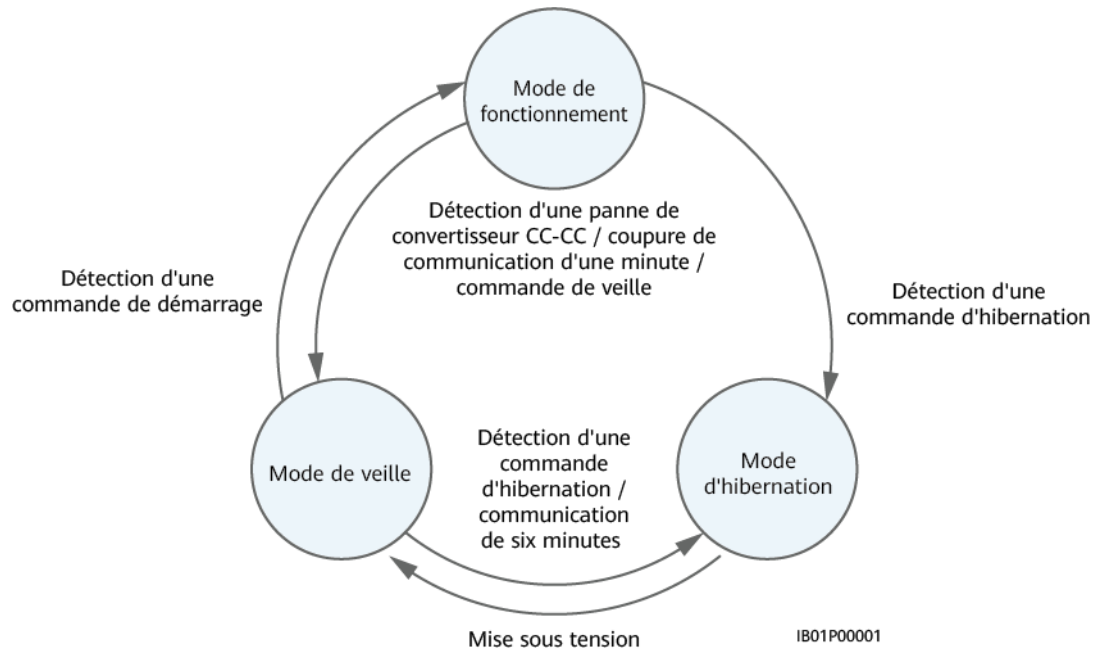 Mode de
fonctionnement
Détection d'une panne de
convertisseur CC-CC / coupure de
communication d'une minute /
commande de veille
Détection d'une
commande de démarrage
Détection d'une
commande d'hibernation
Mode de veille
Détection d'une
commande
d'hibernation /
communication
de six minutes
Mode
d'hibernation
Mise sous tension
IB01P00001